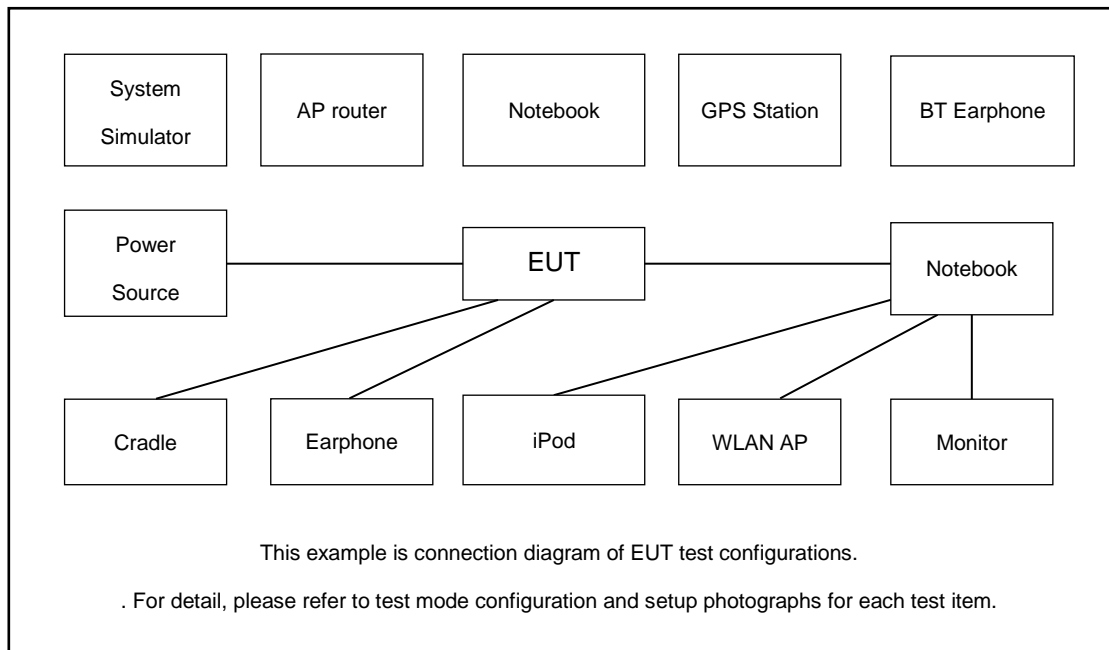 System
Simulator
AP router
Notebook
GPS Station
BT Earphone
Power
Source
EUT
Notebook
Cradle
Earphone
iPod
WLAN AP
Monitor
This example is connection diagram of EUT test configurations.
. For detail, please refer to test mode configuration and setup photographs for each test item.